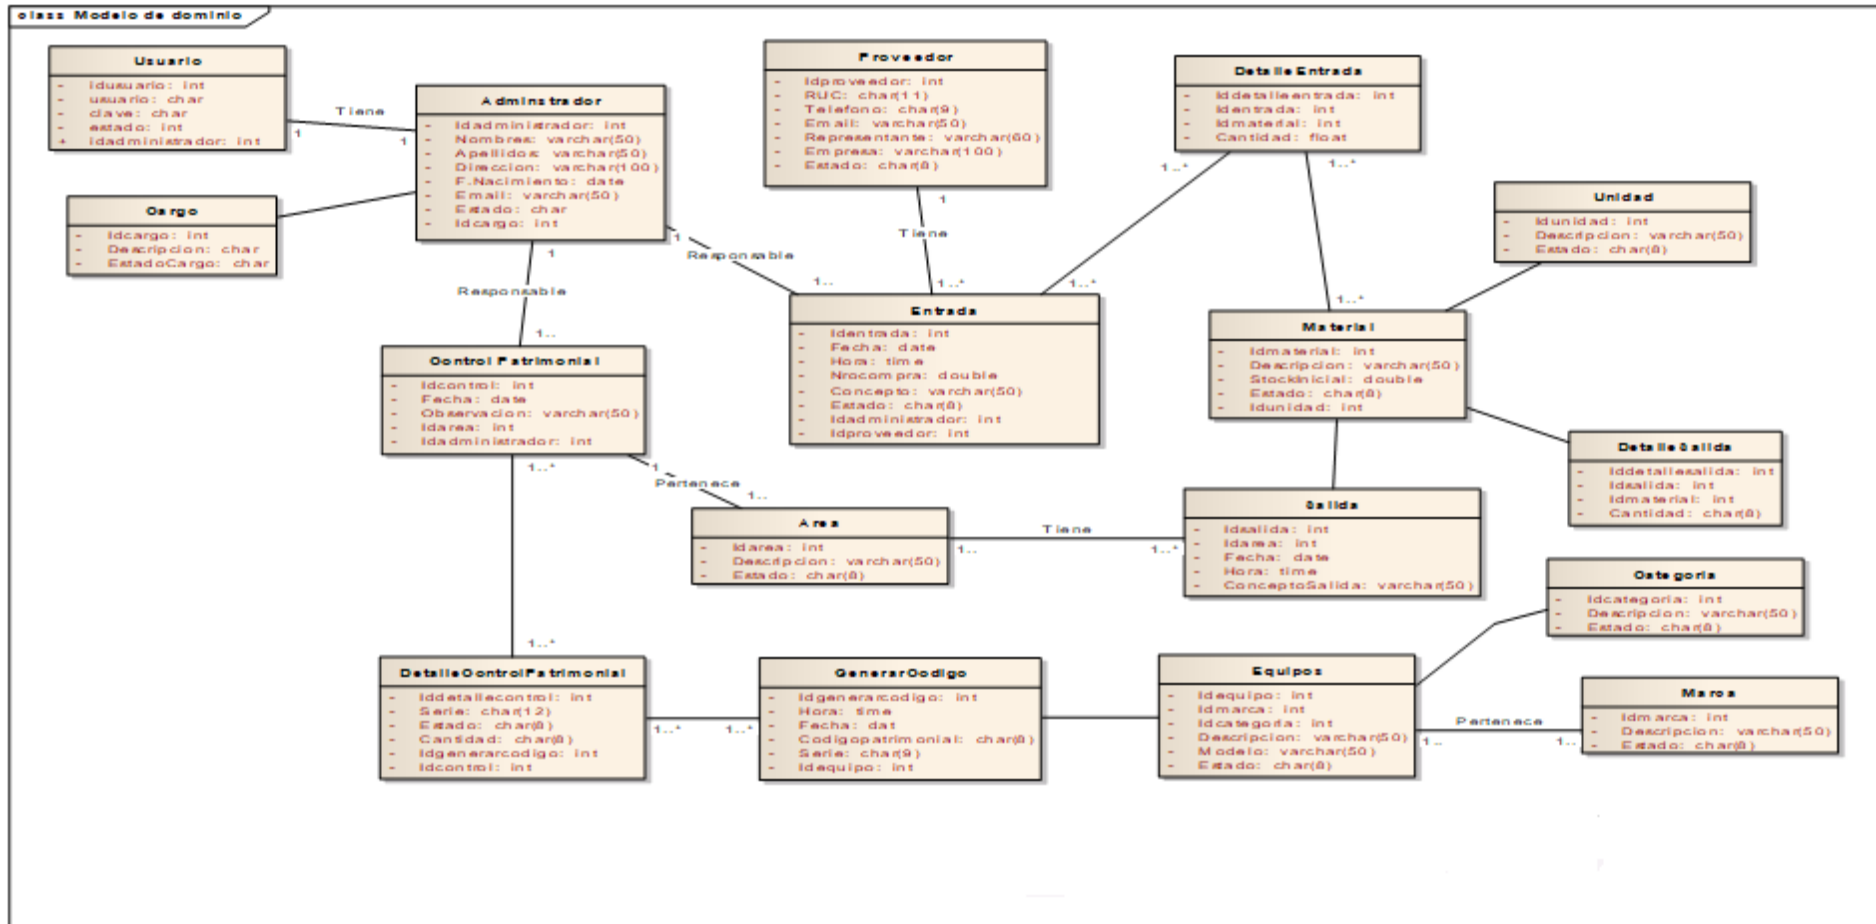 class Modelo de dominio
Usuario
- Idusuario: int
- usuario: char
- clave: char
- estado: int
+ idadministrador: int
Tiene
1
1
Adminstrador
- Idadministrador: int
- Nombres: varchar(50)
- Apellidos: varchar(50)
- Direccion: varchar(100)
- F.Nacimiento: date
- Email: varchar(50)
- Estado: char
- Idcargo: int
Cargo
- Idcargo: int
- Descripcion: char
- EstadoCargo: char
Proveedor
- Idproveedor: int
- RUC: char(11)
- Telefono: char(9)
- Email: varchar(50)
- Representante: varchar(60)
- Empresa: varchar(100)
- Estado: char(8)
1
Tiene
1..*
1
Responsable
1..
1
Responsable
1..
DetalleEntrada
- Iddetalleentrada: int
- Identrada: int
- Idmaterial: int
- Cantidad: float
1..*
1..*
1..*
1..*
Unidad
- Idunidad: int
- Descripcion: varchar(50)
- Estado: char(8)
Entrada
- Identrada: int
- Fecha: date
- Hora: time
- Nrocompra: double
- Concepto: varchar(50)
- Estado: char(8)
- Idadministrador: int
- Idproveedor: int
Material
- Idmaterial: int
- Descripcion: varchar(50)
- StockInicial: double
- Estado: char(8)
- Idunidad: int
Control Patrimonial
- Idcontrol: int
- Fecha: date
- Observacion: varchar(50)
- Idarea: int
- Idadministrador: int
1..*
1
Pertenece
1..
DetalleSalida
- Iddetallesalida: int
- Idsalida: int
- Idmaterial: int
- Cantidad: char(8)
Area
- Idarea: int
- Descripcion: varchar(50)
- Estado: char(8)
Tiene
1..
1..*
Salida
- Idsalida: int
- Idarea: int
- Fecha: date
- Hora: time
- ConceptoSalida: varchar(50)
Categoria
- Idcategoria: int
- Descripcion: varchar(50)
- Estado: char(8)
1..*
DetalleControlPatrimonial
- Iddetallecontrol: int
- Serie: char(12)
- Estado: char(8)
- Cantidad: char(8)
- Idgenerarcodigo: int
- Idcontrol: int
1..*
1..*
GenerarCodigo
- Idgenerarcodigo: int
- Hora: time
- Fecha: dat
- Codigopatrimonial: char(8)
- Serie: char(9)
- Idequipo: int
Equipos
- Idequipo: int
- Idmarca: int
- Idcategoria: int
- Descripcion: varchar(50)
- Modelo: varchar(50)
- Estado: char(8)
Pertenece
1..
1..
Marca
- Idmarca: int
- Descripcion: varchar(50)
- Estado: char(8)